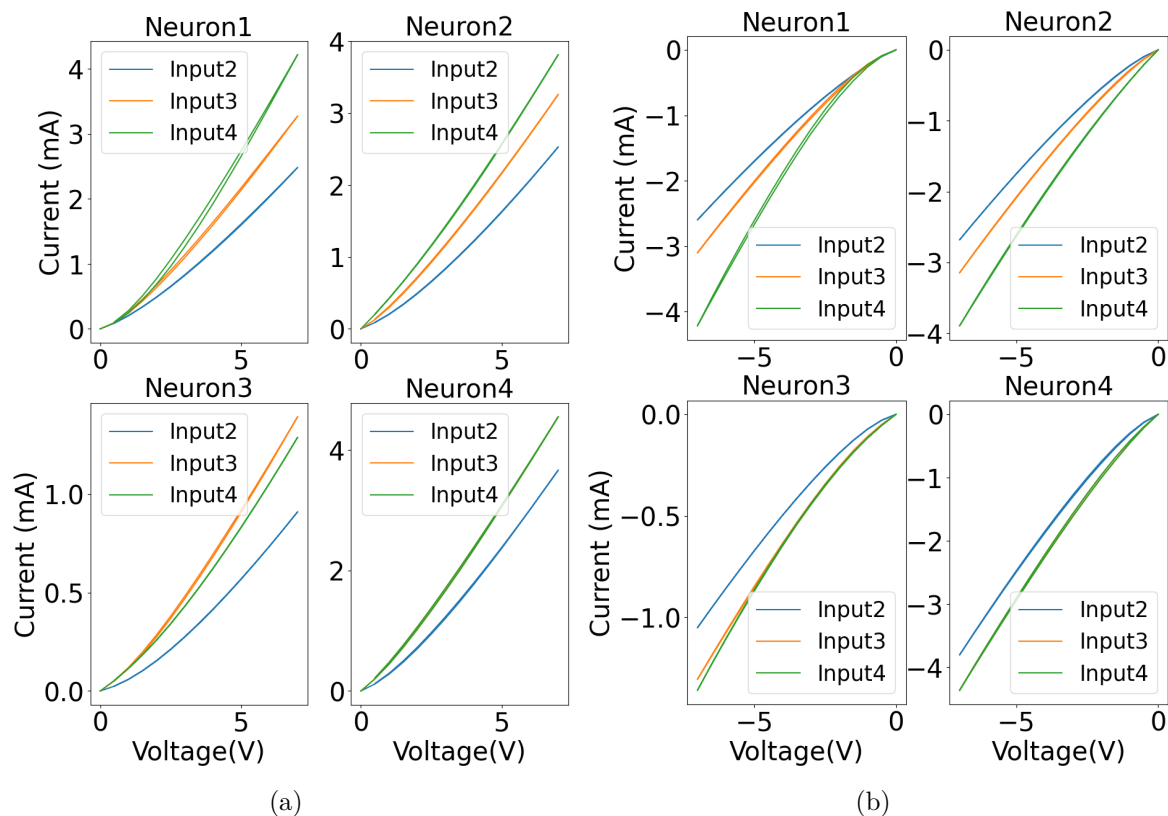 Neuron1
Current (mA)
4
3
2
1
0
0
5
Input2
Input3
Input4
Neuron2
4
3
2
1
0
0
5
Input2
Input3
Input4
Neuron3
Current (mA)
1.0
0.5
0.0
0
5
Voltage(V)
Input2
Input3
Input4
Neuron4
4
2
0
0
5
Voltage(V)
Input2
Input3
Input4
(a)
Neuron1
Current (mA)
0
−1
−2
−3
−4
−5
0
Input2
Input3
Input4
Neuron2
0
−1
−2
−3
−4
−5
0
Input2
Input3
Input4
Neuron3
Current (mA)
0.0
−0.5
−1.0
−5
0
Voltage(V)
Input2
Input3
Input4
Neuron4
0
−1
−2
−3
−4
−5
0
Voltage(V)
Input2
Input3
Input4
(b)